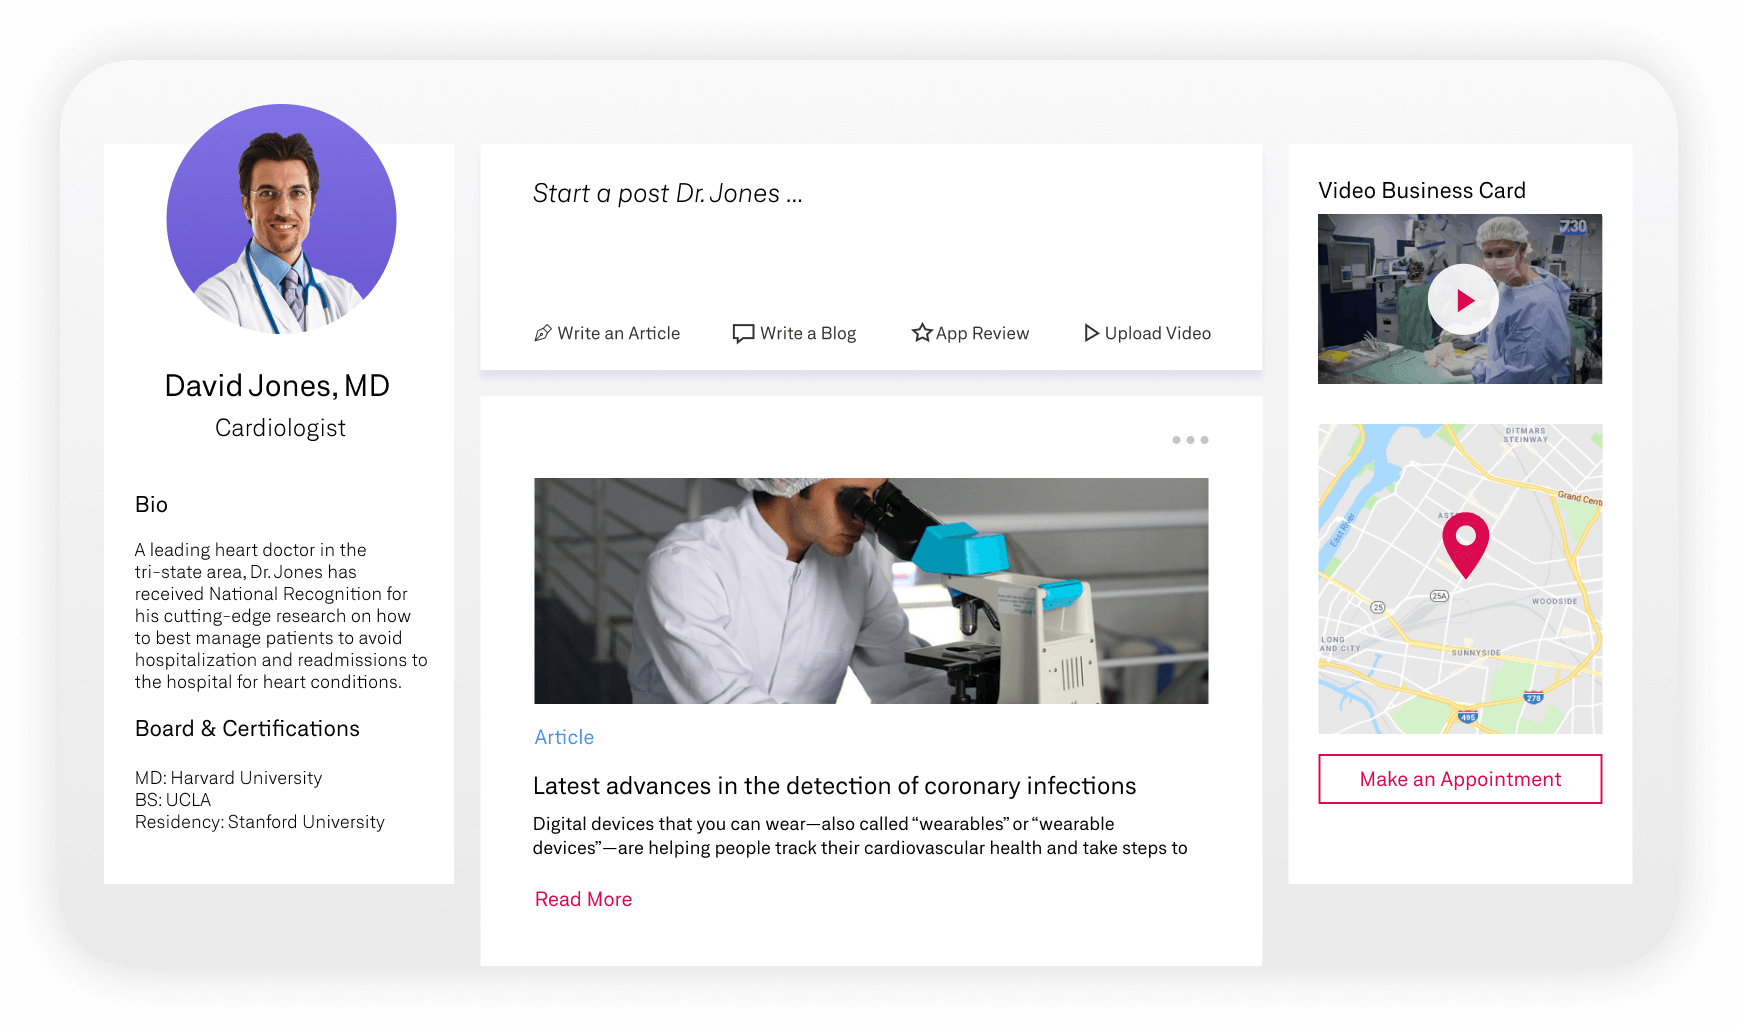 David Jones, MD
Cardiologist
Bio
A leading heart doctor in the
tri-state area, Dr. Jones has
received National Recognition for
his cutting-edge research on how
to best manage patients to avoid
hospitalization and readmissions to
the hospital for heart conditions.
Board & Certifications
MD: Harvard University
BS: UCLA
Residency: Stanford University
Start a post Dr. Jones ...
Write an Article
Write a Blog
App Review
Upload Video
Article
Latest advances in the detection of coronary infections
Digital devices that you can wear—also called “wearables” or “wearable
devices”—are helping people track their cardiovascular health and take steps to
Read More
Video Business Card
730
DITMARS
STEINWAY
Grand Cent
AST
East River
25A
25
WOODSIDE
LONG
AND CITY
SUNNYSIDE
278
495
Make an Appointment